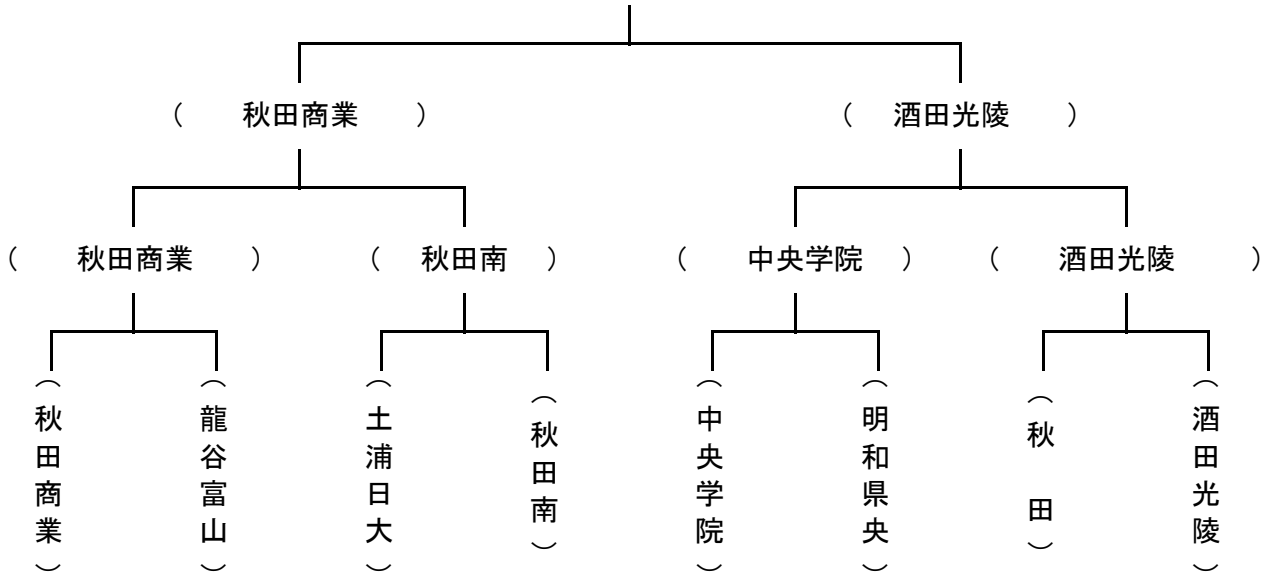 （　秋田商業　）
（　酒田光陵　）
（　秋田商業　）
（　秋田南　）
（　中央学院　）
（　酒田光陵　）
（秋田商業）
（龍谷富山）
（土浦日大）
（秋田南）
（中央学院）
（明和県央）
（秋　田）
（酒田光陵）